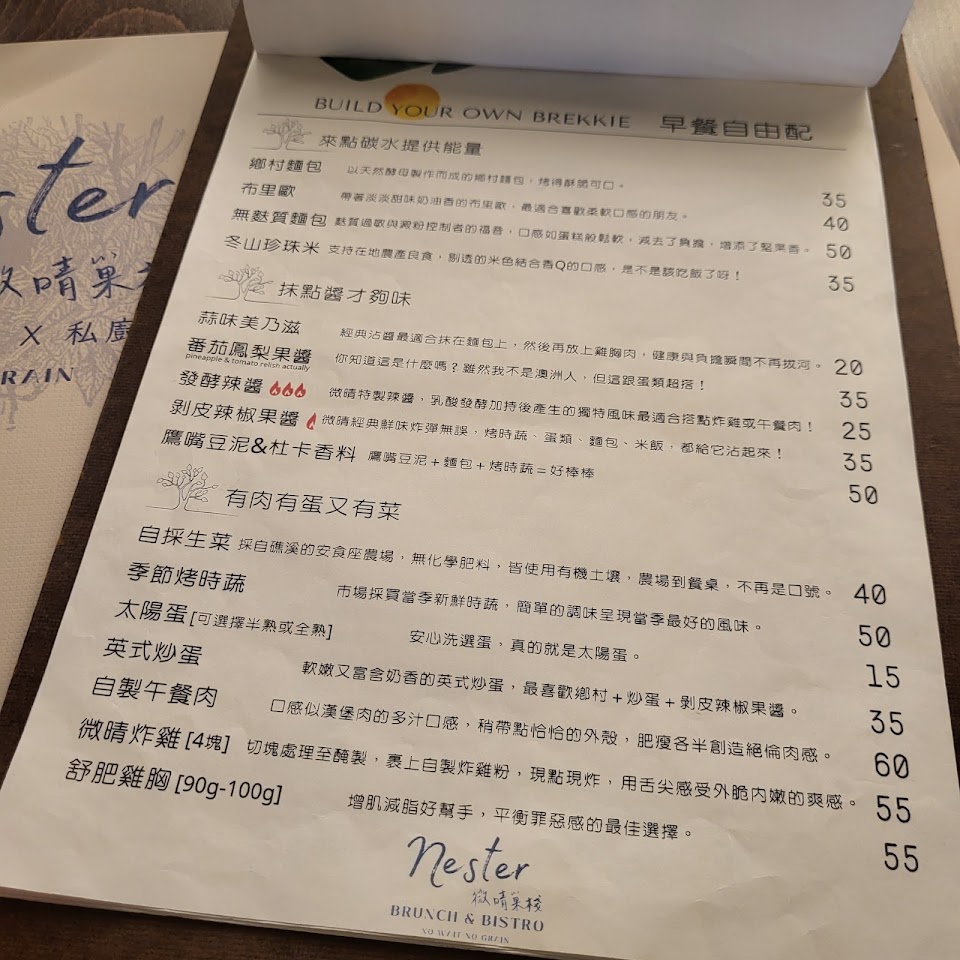 BUILD YOUR OWN BREKKIE 早餐自由配
來點碳水提供能量
鄉村麵包 以天然酵母製作而成的鄉村麵包，烤得酥脆可口。 35
布里歐 帶著淡淡甜味奶油香的布里歐，最適合喜歡柔軟口感的朋友。 40
無麩質麵包 麩質過敏與澱粉控制者的福音，口感如蛋糕般鬆軟，減去了負擔，增添了堅果香。 50
冬山珍珠米 支持在地農產良食，剔透的米色結合香Q的口感，是不是該吃飯了呀！ 35
抹點醬才夠味
蒜味美乃滋 經典沾醬最適合抹在麵包上，然後再放上雞胸肉，健康與負擔瞬間不再拔河。 20
番茄鳳梨果醬 你知道這是什麼嗎？雖然我不是澳洲人，但這跟蛋類超搭！ 35
pineapple & tomato relish actually
發酵辣醬 微晴特製辣醬，乳酸發酵加持後產生的獨特風味最適合搭點炸雞或午餐肉！ 25
剝皮辣椒果醬 微晴經典鮮味炸彈無誤，烤時蔬、蛋類、麵包、米飯，都給它沾起來！ 35
鷹嘴豆泥&杜卡香料 鷹嘴豆泥+麵包+烤時蔬=好棒棒 50
有肉有蛋又有菜
自採生菜 採自礁溪的安食座農場，無化學肥料，皆使用有機土壤，農場到餐桌，不再是口號。 40
季節烤時蔬 市場採買當季新鮮時蔬，簡單的調味呈現當季最好的風味。 50
太陽蛋[可選擇半熟或全熟] 安心洗選蛋，真的就是太陽蛋。 15
英式炒蛋 軟嫩又富含奶香的英式炒蛋，最喜歡鄉村+炒蛋+剝皮辣椒果醬。 35
自製午餐肉 口感似漢堡肉的多汁口感，稍帶點恰恰的外殼，肥瘦各半創造絕倫肉感。 60
微晴炸雞[4塊] 切塊處理至醃製，裹上自製炸雞粉，現點現炸，用舌尖感受外脆內嫩的爽感。 55
舒肥雞胸[90g-100g] 增肌減脂好幫手，平衡罪惡感的最佳選擇。 55
Nester
微晴巢棧
BRUNCH & BISTRO
NO WAIT NO GRAIN
ster
微晴巢
X 私廚
GRAIN